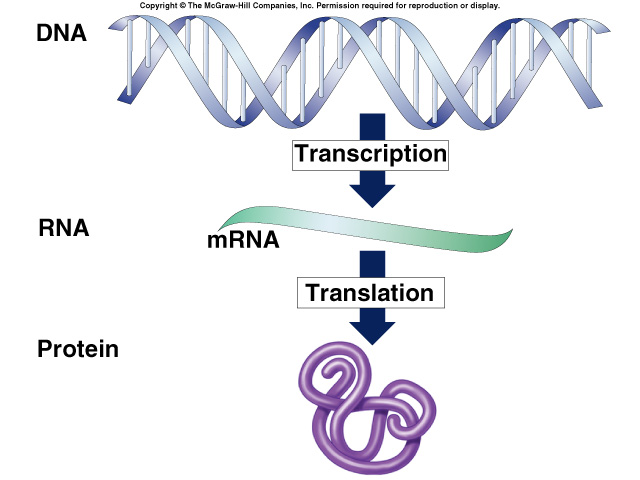 Copyright © The McGraw-Hill Companies, Inc. Permission required for reproduction or display.
DNA
Transcription
RNA
mRNA
Translation
Protein